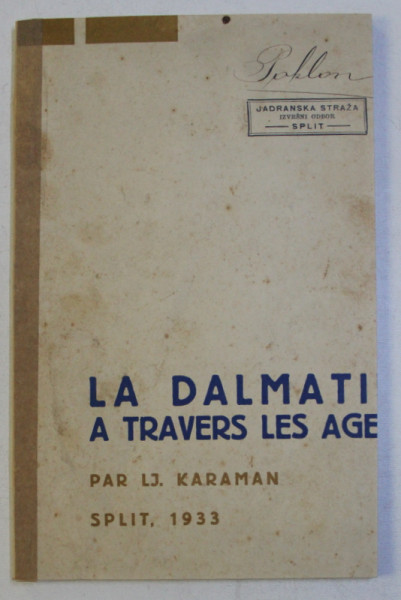 Poklon
JADRANSKA STRAŽA
IZVRŠNI ODBOR
SPLIT
LA DALMATI
A TRAVERS LES AGE
PAR LJ. KARAMAN
SPLIT, 1933